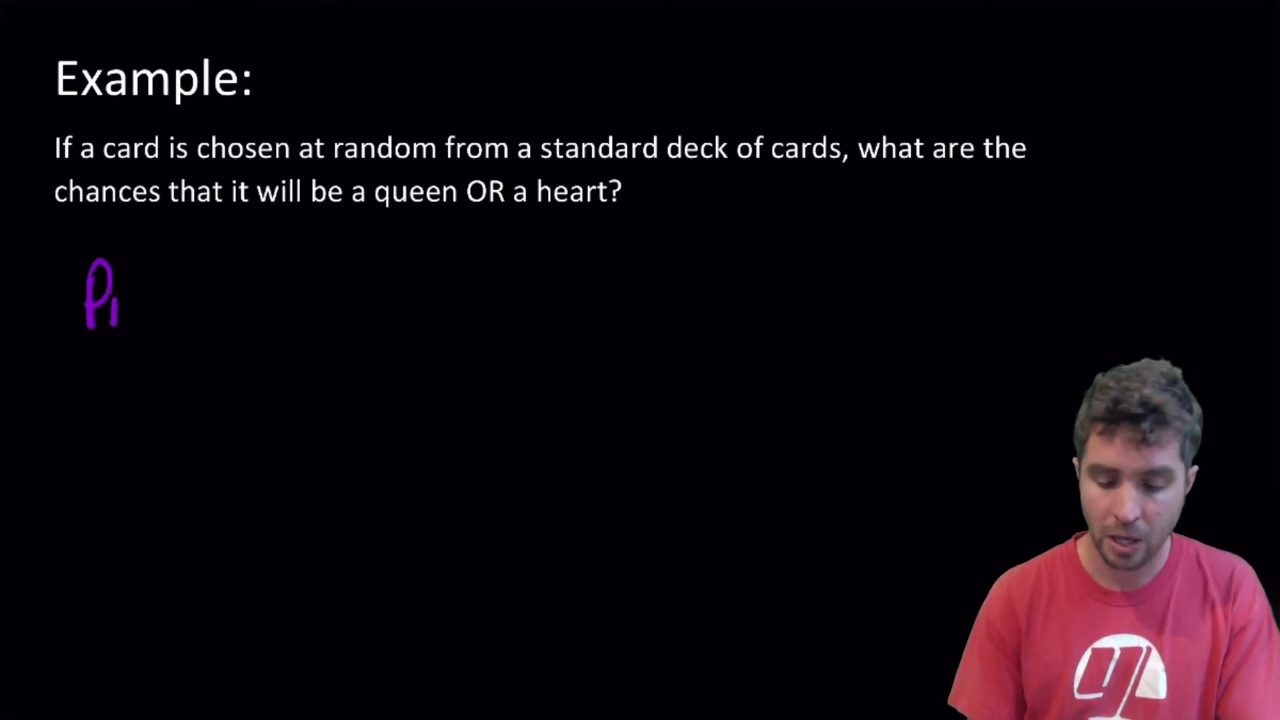 Example:
If a card is chosen at random from a standard deck of cards, what are the
chances that it will be a queen OR a heart?
P